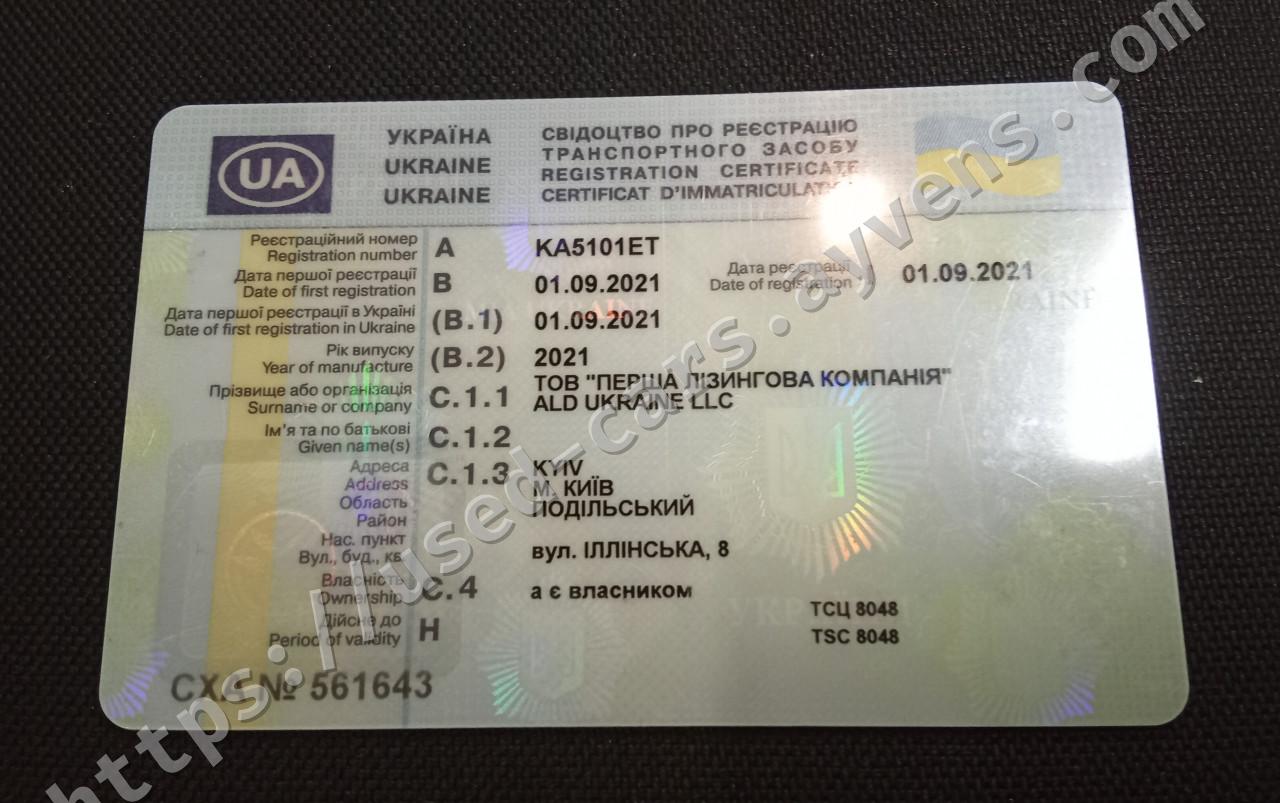 УКРАЇНА
UKRAINE
UKRAINE
СВІДОЦТВО ПРО РЕЄСТРАЦІЮ
ТРАНСПОРТНОГО ЗАСОБУ
REGISTRATION CERTIFICATE
CERTIFICAT D'IMMATRICULATION
UA
Реєстраційний номер
Registration number
A
KA5101ET
Дата першої реєстрації
Date of first registration
B
01.09.2021
Дата реєстрації
Date of registration
01.09.2021
Дата першої реєстрації в Україні
Date of first registration in Ukraine
(B.1)
01.09.2021
Рік випуску
Year of manufacture
(B.2)
2021
Прізвище або організація
Surname or company
C.1.1
ТОВ "ПЕРША ЛІЗИНГОВА КОМПАНІЯ"
ALD UKRAINE LLC
Ім'я та по батькові
Given name(s)
C.1.2
Адреса
Address
Область
Район
Нас. пункт
Вул., буд., кв
C.1.3
KYIV
М. КИЇВ
ПОДІЛЬСЬКИЙ
вул. ІЛЛІНСЬКА, 8
Власність
Ownership
C.4
а є власником
Дійсне до
Period of validity
H
ТСЦ 8048
TSC 8048
№ 561643
https://used-cars.ayvens.com